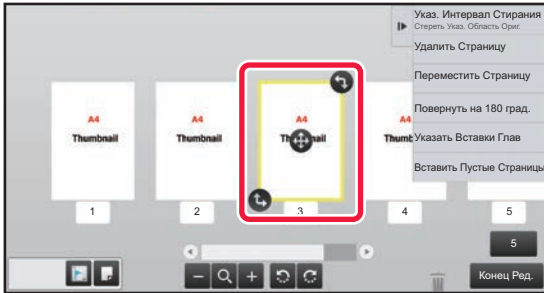 Указ. Интервал Стирания
Стереть Указ. Область Ориг.
Удалить Страницу
Переместить Страницу
Повернуть на 180 град.
Указать Вставки Глав
Вставить Пустые Страницы
A4
Thumbnail
A4
Thumbnail
A4
Thumbnail
A4
1
2
3
4
5
5
Конец Ред.